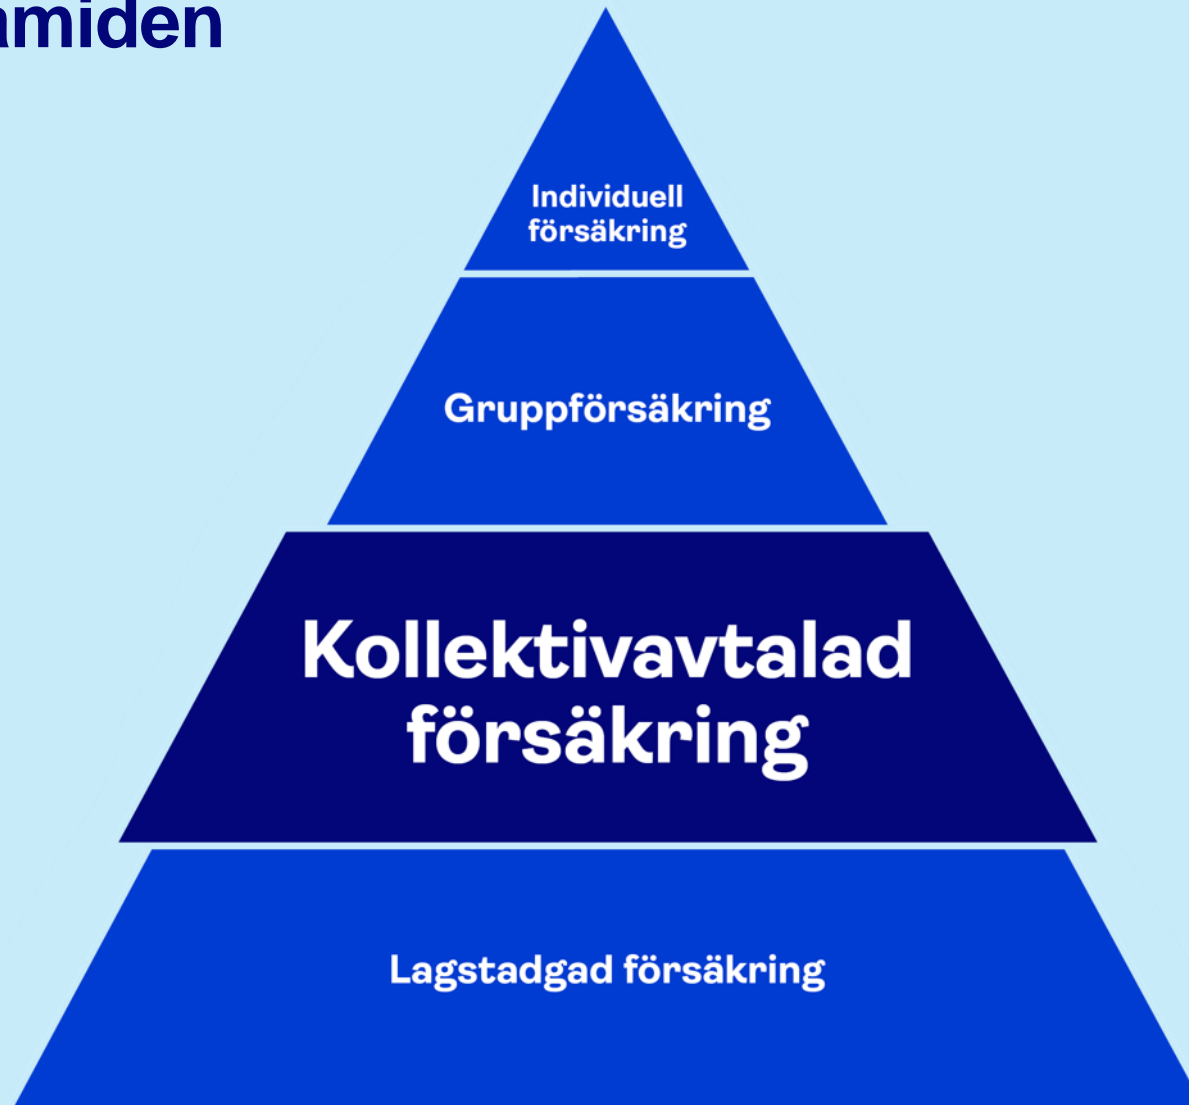 amiden
Individuell
försäkring
Gruppförsäkring
Kollektivavtalad
försäkring
Lagstadgad försäkring